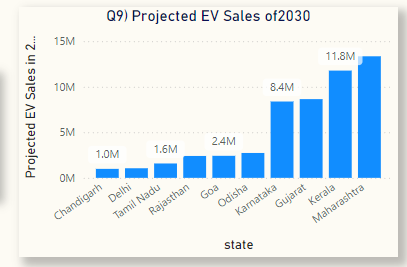 Q9) Projected EV Sales of2030
Projected EV Sales in 2...
15M
10M
5M
0M
1.0M
1.6M
2.4M
8.4M
11.8M
Chandigarh
Delhi
Tamil Nadu
Rajasthan
Goa
Odisha
Karnataka
Gujarat
Kerala
Maharashtra
state